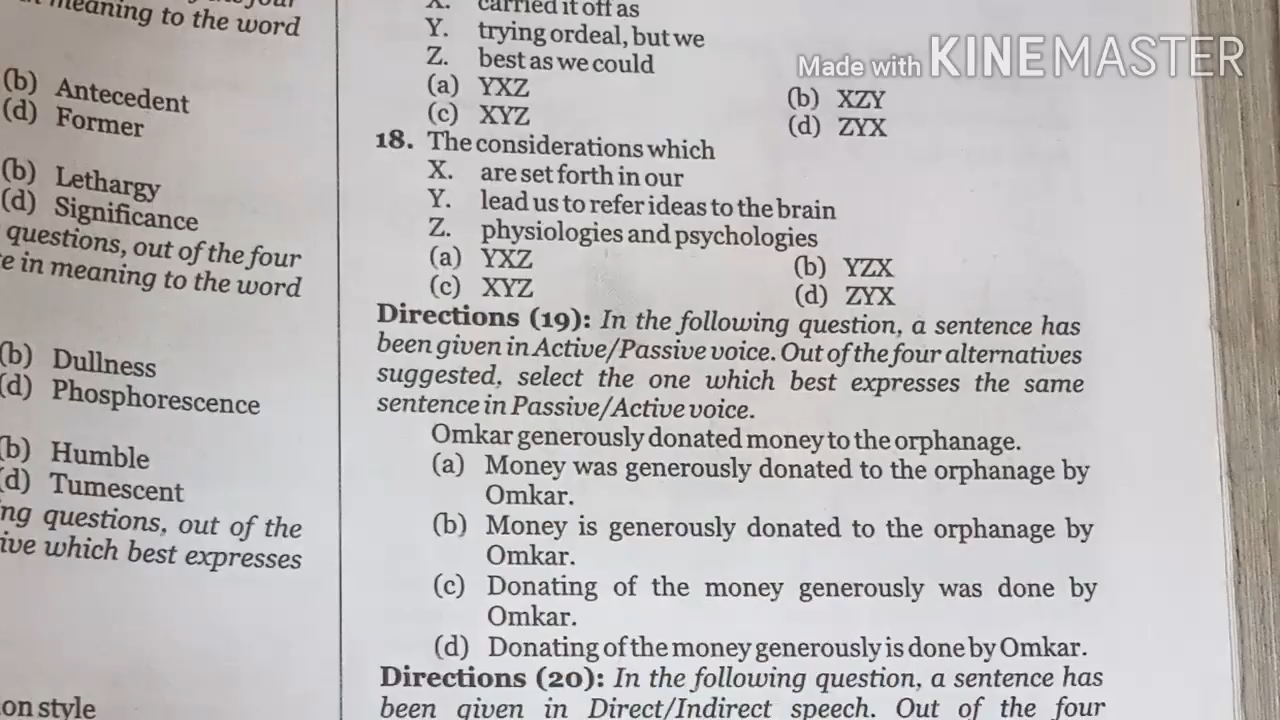 meaning to the word
(b) Antecedent
(d) Former
(b) Lethargy
(d) Significance
questions, out of the four
e in meaning to the word
(b) Dullness
(d) Phosphorescence
(b) Humble
(d) Tumescent
ng questions, out of the
ive which best expresses
on style
X. carried it off as
Y. trying ordeal, but we
Z. best as we could
(a) YXZ
(b) XZY
(c) XYZ
(d) ZYX
18. The considerations which
X. are set forth in our
Y. lead us to refer ideas to the brain
Z. physiologies and psychologies
(a) YXZ
(b) YZX
(c) XYZ
(d) ZYX
Directions (19): In the following question, a sentence has
been given in Active/Passive voice. Out of the four alternatives
suggested, select the one which best expresses the same
sentence in Passive/Active voice.
Omkar generously donated money to the orphanage.
(a) Money was generously donated to the orphanage by
Omkar.
(b) Money is generously donated to the orphanage by
Omkar.
(c) Donating of the money generously was done by
Omkar.
(d) Donating of the money generously is done by Omkar.
Directions (20): In the following question, a sentence has
been given in Direct/Indirect speech. Out of the four
Made with KINEMASTER